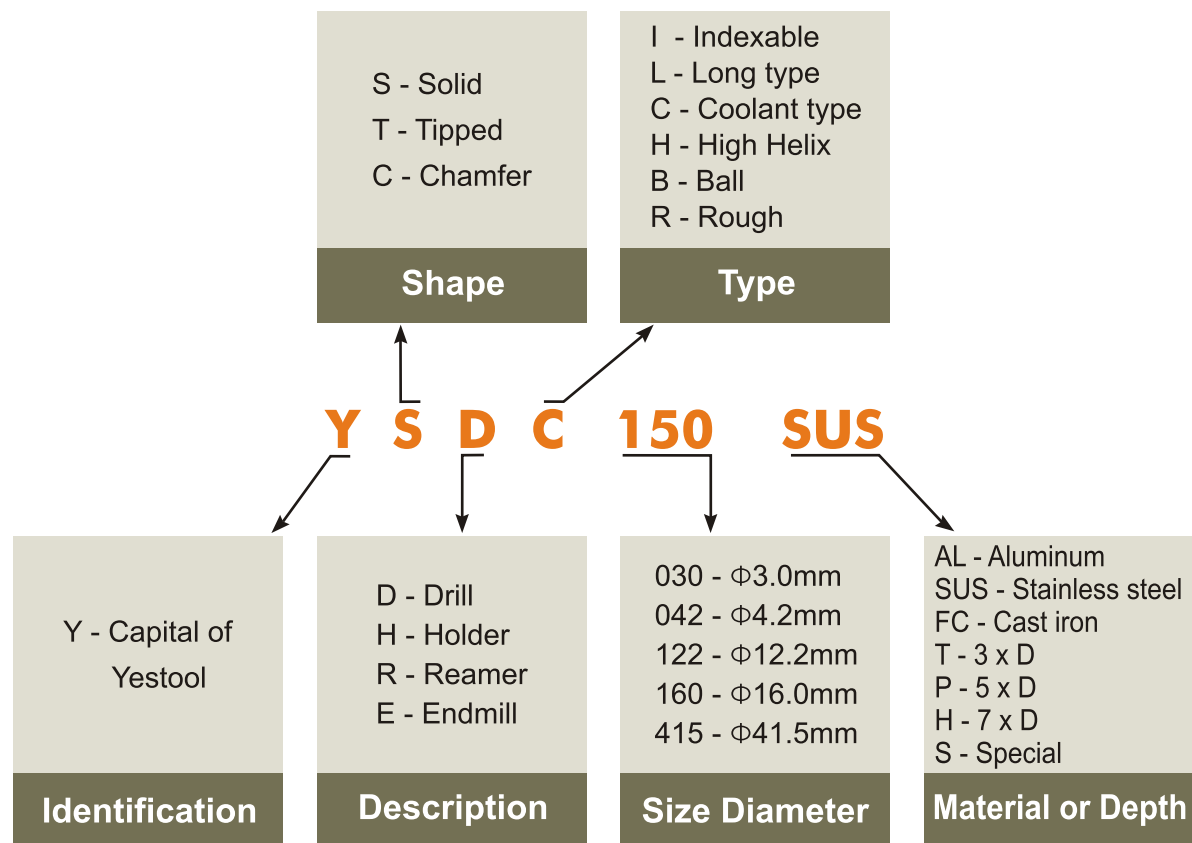 S - Solid
T - Tipped
C - Chamfer
Shape
I - Indexable
L - Long type
C - Coolant type
H - High Helix
B - Ball
R - Rough
Type
Y S D C 150 SUS
Y - Capital of
Yestool
Identification
D - Drill
H - Holder
R - Reamer
E - Endmill
Description
030 - Φ3.0mm
042 - Φ4.2mm
122 - Φ12.2mm
160 - Φ16.0mm
415 - Φ41.5mm
Size Diameter
AL - Aluminum
SUS - Stainless steel
FC - Cast iron
T - 3 x D
P - 5 x D
H - 7 x D
S - Special
Material or Depth